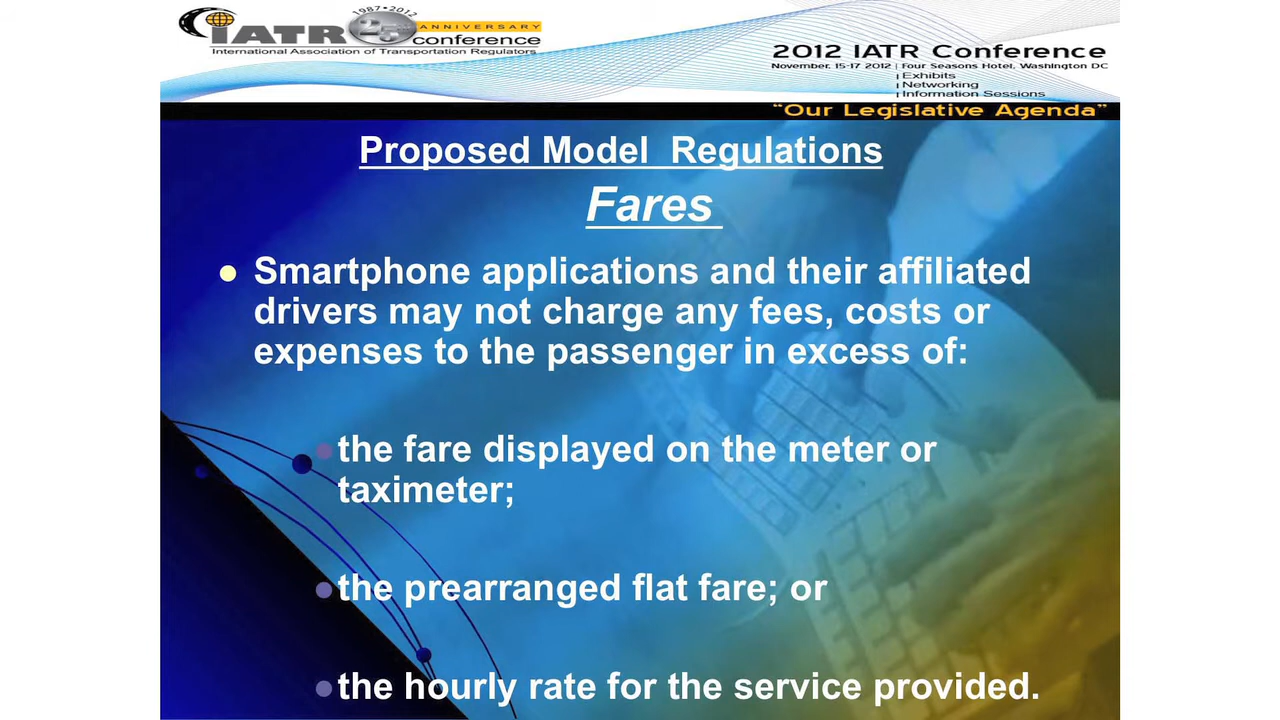 1987•2012
IATR 25th ANNIVERSARY
conference
International Association of Transportation Regulators
2012 IATR Conference
November, 15-17 2012 | Four Seasons Hotel, Washington DC
| Exhibits
| Networking
| Information Sessions
“Our Legislative Agenda”
Proposed Model Regulations
Fares
Smartphone applications and their affiliated
drivers may not charge any fees, costs or
expenses to the passenger in excess of:
the fare displayed on the meter or
taximeter;
the prearranged flat fare; or
the hourly rate for the service provided.